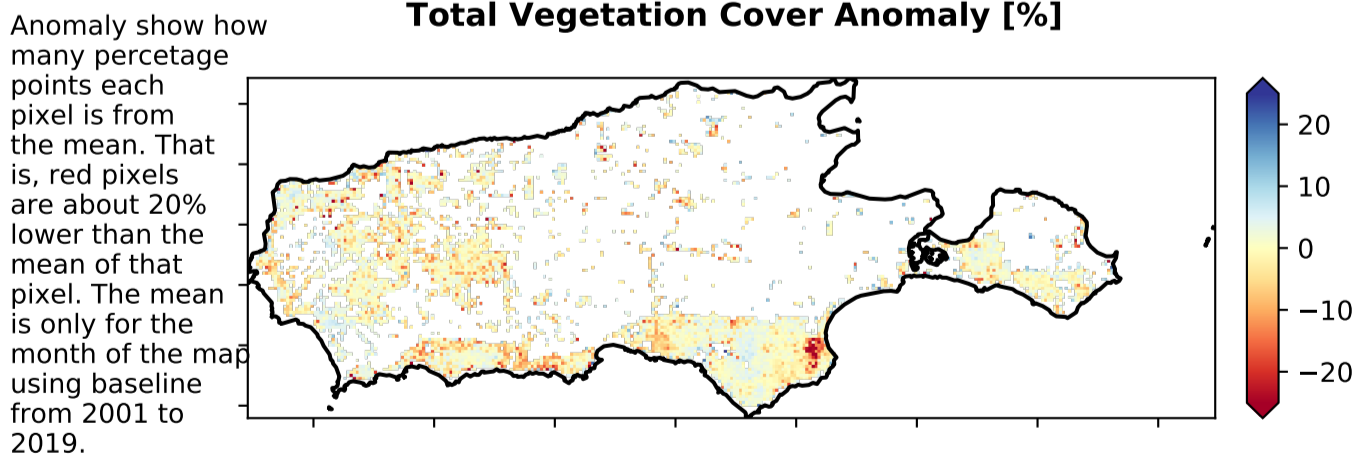 Total Vegetation Cover Anomaly [%]
Anomaly show how
many percetage
points each
pixel is from
the mean. That
is, red pixels
are about 20%
lower than the
mean of that
pixel. The mean
is only for the
month of the map
using baseline
from 2001 to
2019.
20
10
0
−10
−20